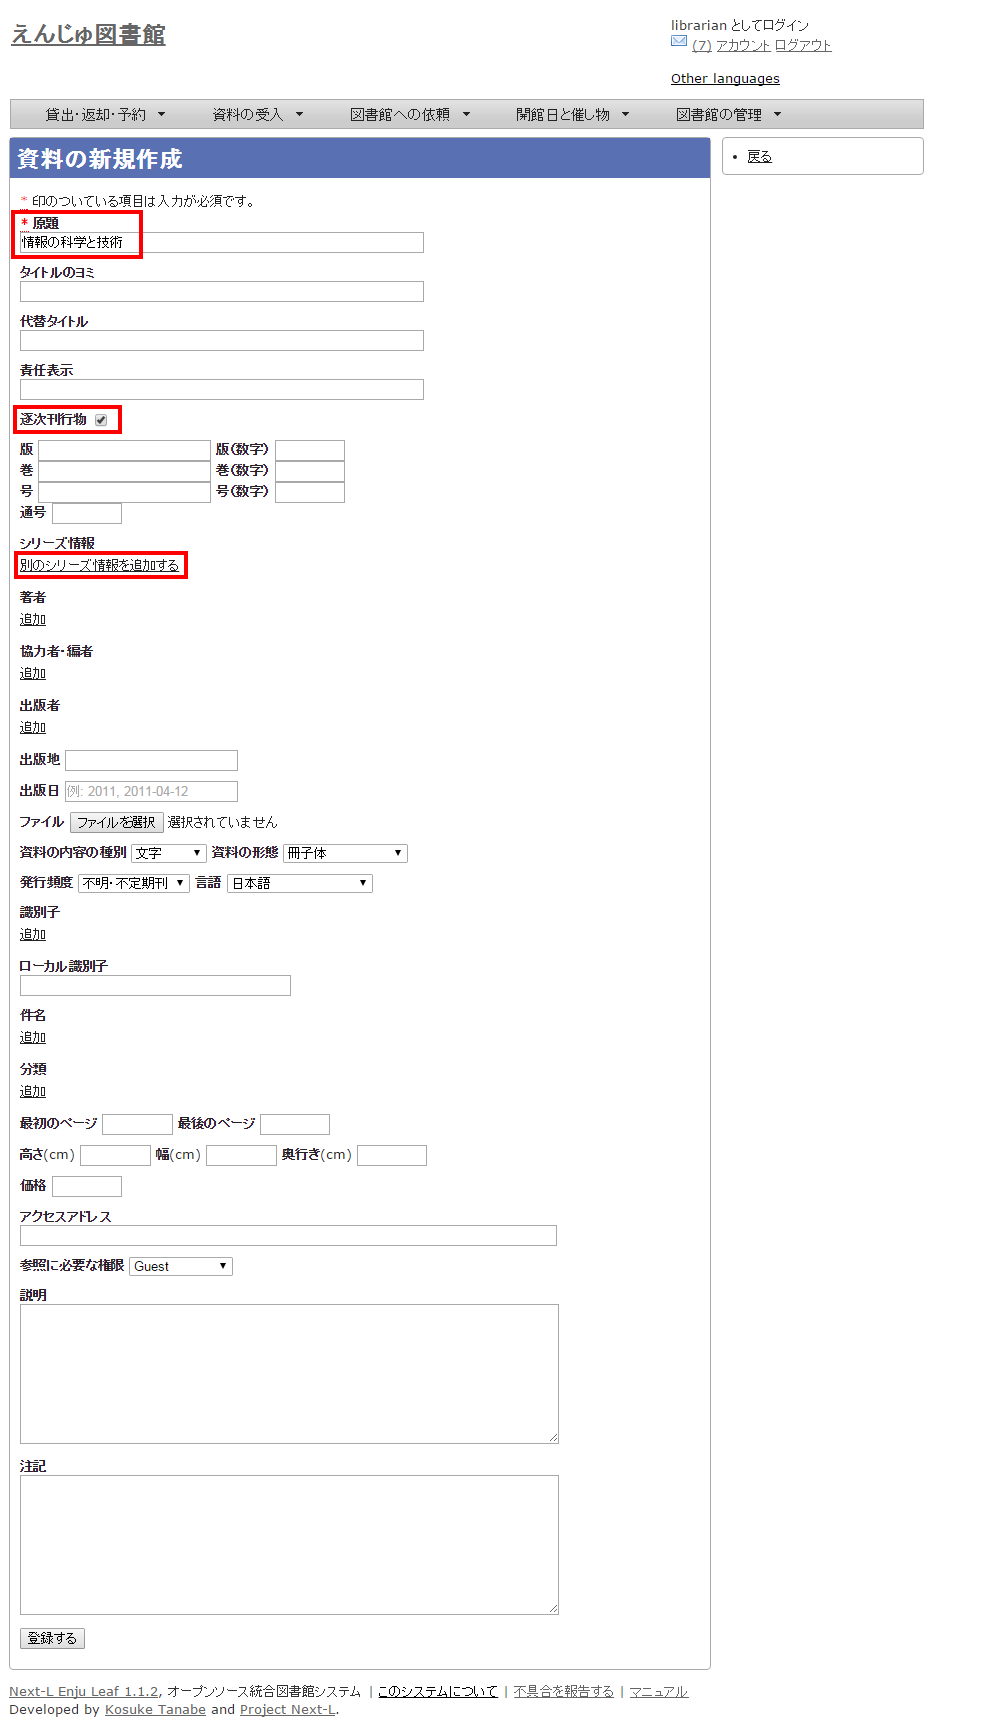 えんじゅ図書館
librarian としてログイン
(7) アカウント ログアウト
Other languages
貸出・返却・予約 ▼ 資料の受入 ▼ 図書館への依頼 ▼ 開館日と催し物 ▼ 図書館の管理 ▼
資料の新規作成
• 戻る
* 印のついている項目は入力が必須です。
* 原題
情報の科学と技術
タイトルのヨミ
代替タイトル
責任表示
逐次刊行物
版 版(数字)
巻 巻(数字)
号 号(数字)
通号
シリーズ情報
別のシリーズ情報を追加する
著者
追加
協力者・編者
追加
出版者
追加
出版地
出版日 例: 2011, 2011-04-12
ファイル ファイルを選択 選択されていません
資料の内容の種別 文字 ▼ 資料の形態 冊子体 ▼
発行頻度 不明・不定期刊 ▼ 言語 日本語 ▼
識別子
追加
ローカル識別子
件名
追加
分類
追加
最初のページ 最後のページ
高さ(cm) 幅(cm) 奥行き(cm)
価格
アクセスアドレス
参照に必要な権限 Guest ▼
説明
注記
登録する
Next-L Enju Leaf 1.1.2, オープンソース統合図書館システム | このシステムについて | 不具合を報告する | マニュアル
Developed by Kosuke Tanabe and Project Next-L.